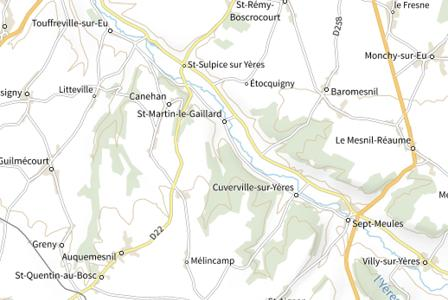 St-Rémy-
Boscrocourt
le Fresne
Touffreville-sur-Eu
D258
Monchy-sur-Eu
St-Sulpice sur Yères
Étocquigny
Litteville
signy
Baromesnil
Canehan
St-Martin-le-Gaillard
Le Mesnil-Réaume
Guilmécourt
Cuverville-sur-Yères
Sept-Meules
D22
Greny
Auquemesnil
Mélincamp
Villy-sur-Yères
St-Quentin-au-Bosc
l'Yères